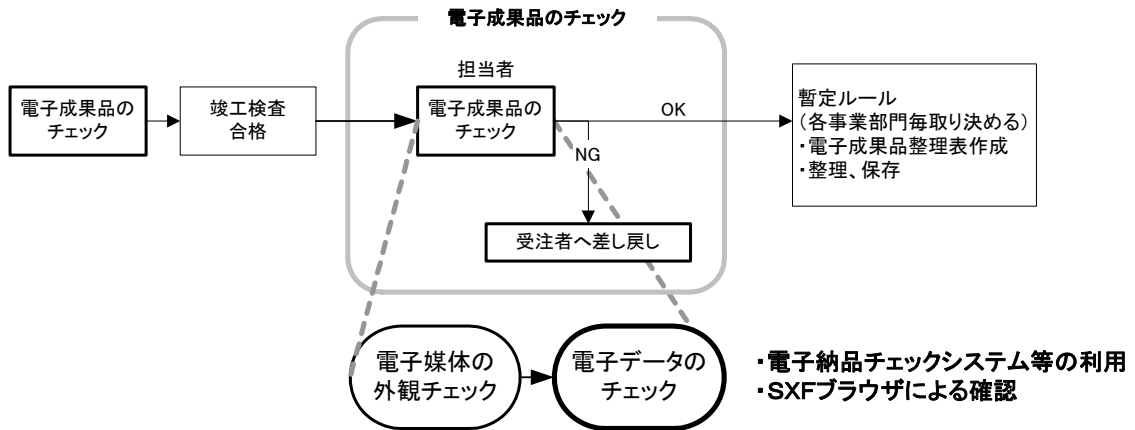 電子成果品のチェック
電子成果品の
チェック
竣工検査
合格
担当者
電子成果品の
チェック
OK
NG
受注者へ差し戻し
暫定ルール
(各事業部門毎取り決める)
・電子成果品整理表作成
・整理、保存
電子媒体の
外観チェック
電子データの
チェック
・電子納品チェックシステム等の利用
・SXFブラウザによる確認